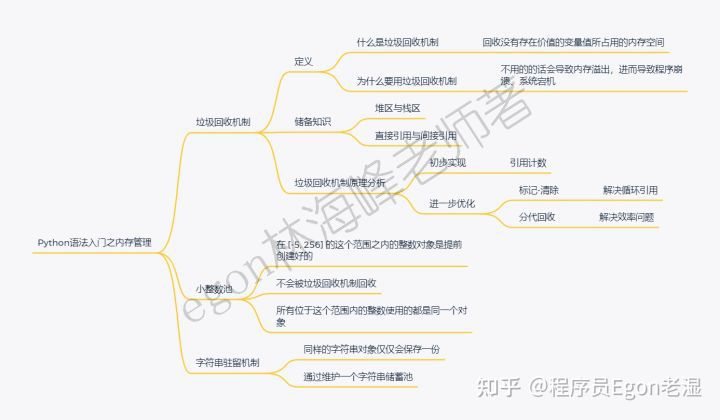 什么是垃圾回收机制
回收没有存在价值的变量值所占用的内存空间
定义
为什么要用垃圾回收机制
不用的的话会导致内存溢出，进而导致程序崩
溃、系统宕机
垃圾回收机制
储备知识
堆区与栈区
直接引用与间接引用
垃圾回收机制原理分析
初步实现
引用计数
进一步优化
标记-清除
解决循环引用
分代回收
解决效率问题
Python语法入门之内存管理
小整数池
在 [-5, 256] 的这个范围之内的整数对象是提前
创建好的
不会被垃圾回收机制回收
所有位于这个范围内的整数使用的都是同一个对
象
字符串驻留机制
同样的字符串对象仅仅会保存一份
通过维护一个字符串储蓄池
egon林海峰老师著
知乎 @程序员Egon老湿